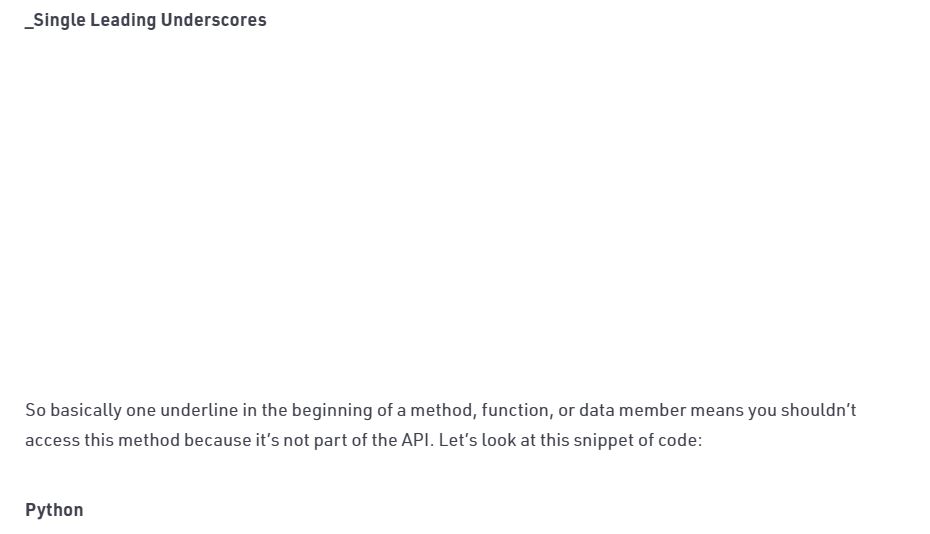 _Single Leading Underscores
So basically one underline in the beginning of a method, function, or data member means you shouldn’t
access this method because it’s not part of the API. Let’s look at this snippet of code:
Python